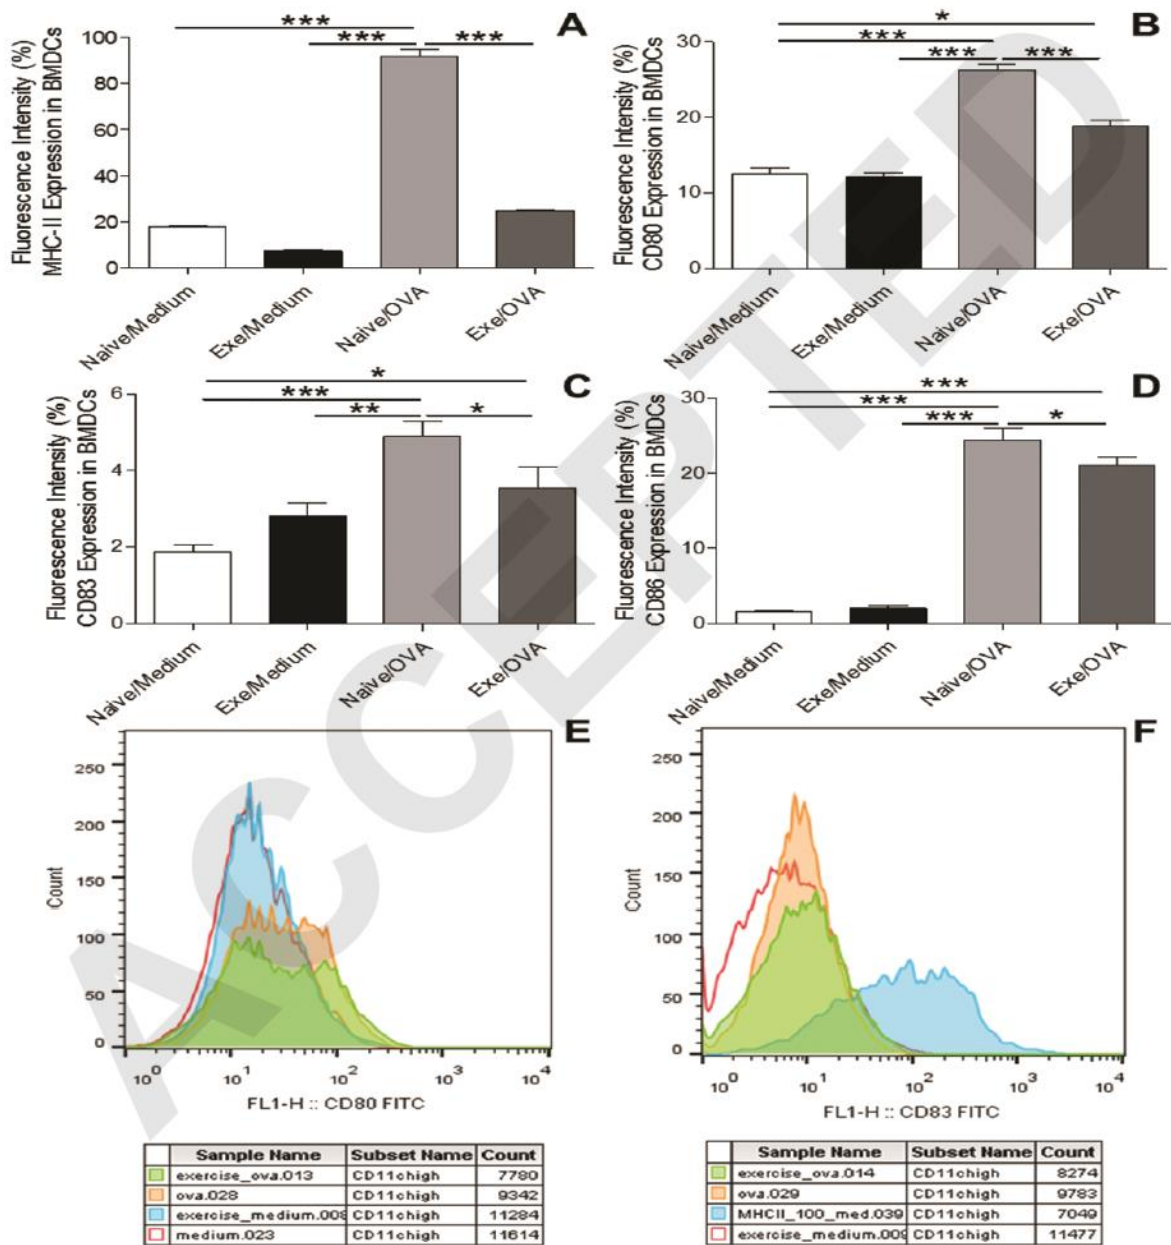 A
Fluorescence Intensity (%)
MHC-II Expression in BMDCs
***
*** ***
100
80
60
40
20
0
Naive/Medium
Exe/Medium
Naive/OVA
Exe/OVA
B
Fluorescence Intensity (%)
CD80 Expression in BMDCs
*
***
*** ***
30
20
10
0
Naive/Medium
Exe/Medium
Naive/OVA
Exe/OVA
C
Fluorescence Intensity (%)
CD83 Expression in BMDCs
*
***
** *
6
4
2
0
Naive/Medium
Exe/Medium
Naive/OVA
Exe/OVA
D
Fluorescence Intensity (%)
CD86 Expression in BMDCs
***
***
*** *
30
20
10
0
Naive/Medium
Exe/Medium
Naive/OVA
Exe/OVA
E
Count
250
200
150
100
50
0
10^0 10^1 10^2 10^3 10^4
FL1-H :: CD80 FITC
Sample Name Subset Name Count
exercise_ova.013 CD11chigh 7780
ova.028 CD11chigh 9342
exercise_medium.008 CD11chigh 11284
medium.023 CD11chigh 11614
F
Count
250
200
150
100
50
0
10^0 10^1 10^2 10^3 10^4
FL1-H :: CD83 FITC
Sample Name Subset Name Count
exercise_ova.014 CD11chigh 8274
ova.029 CD11chigh 9783
MHCII_100_med.039 CD11chigh 7049
exercise_medium.009 CD11chigh 11477
ACCEPTED